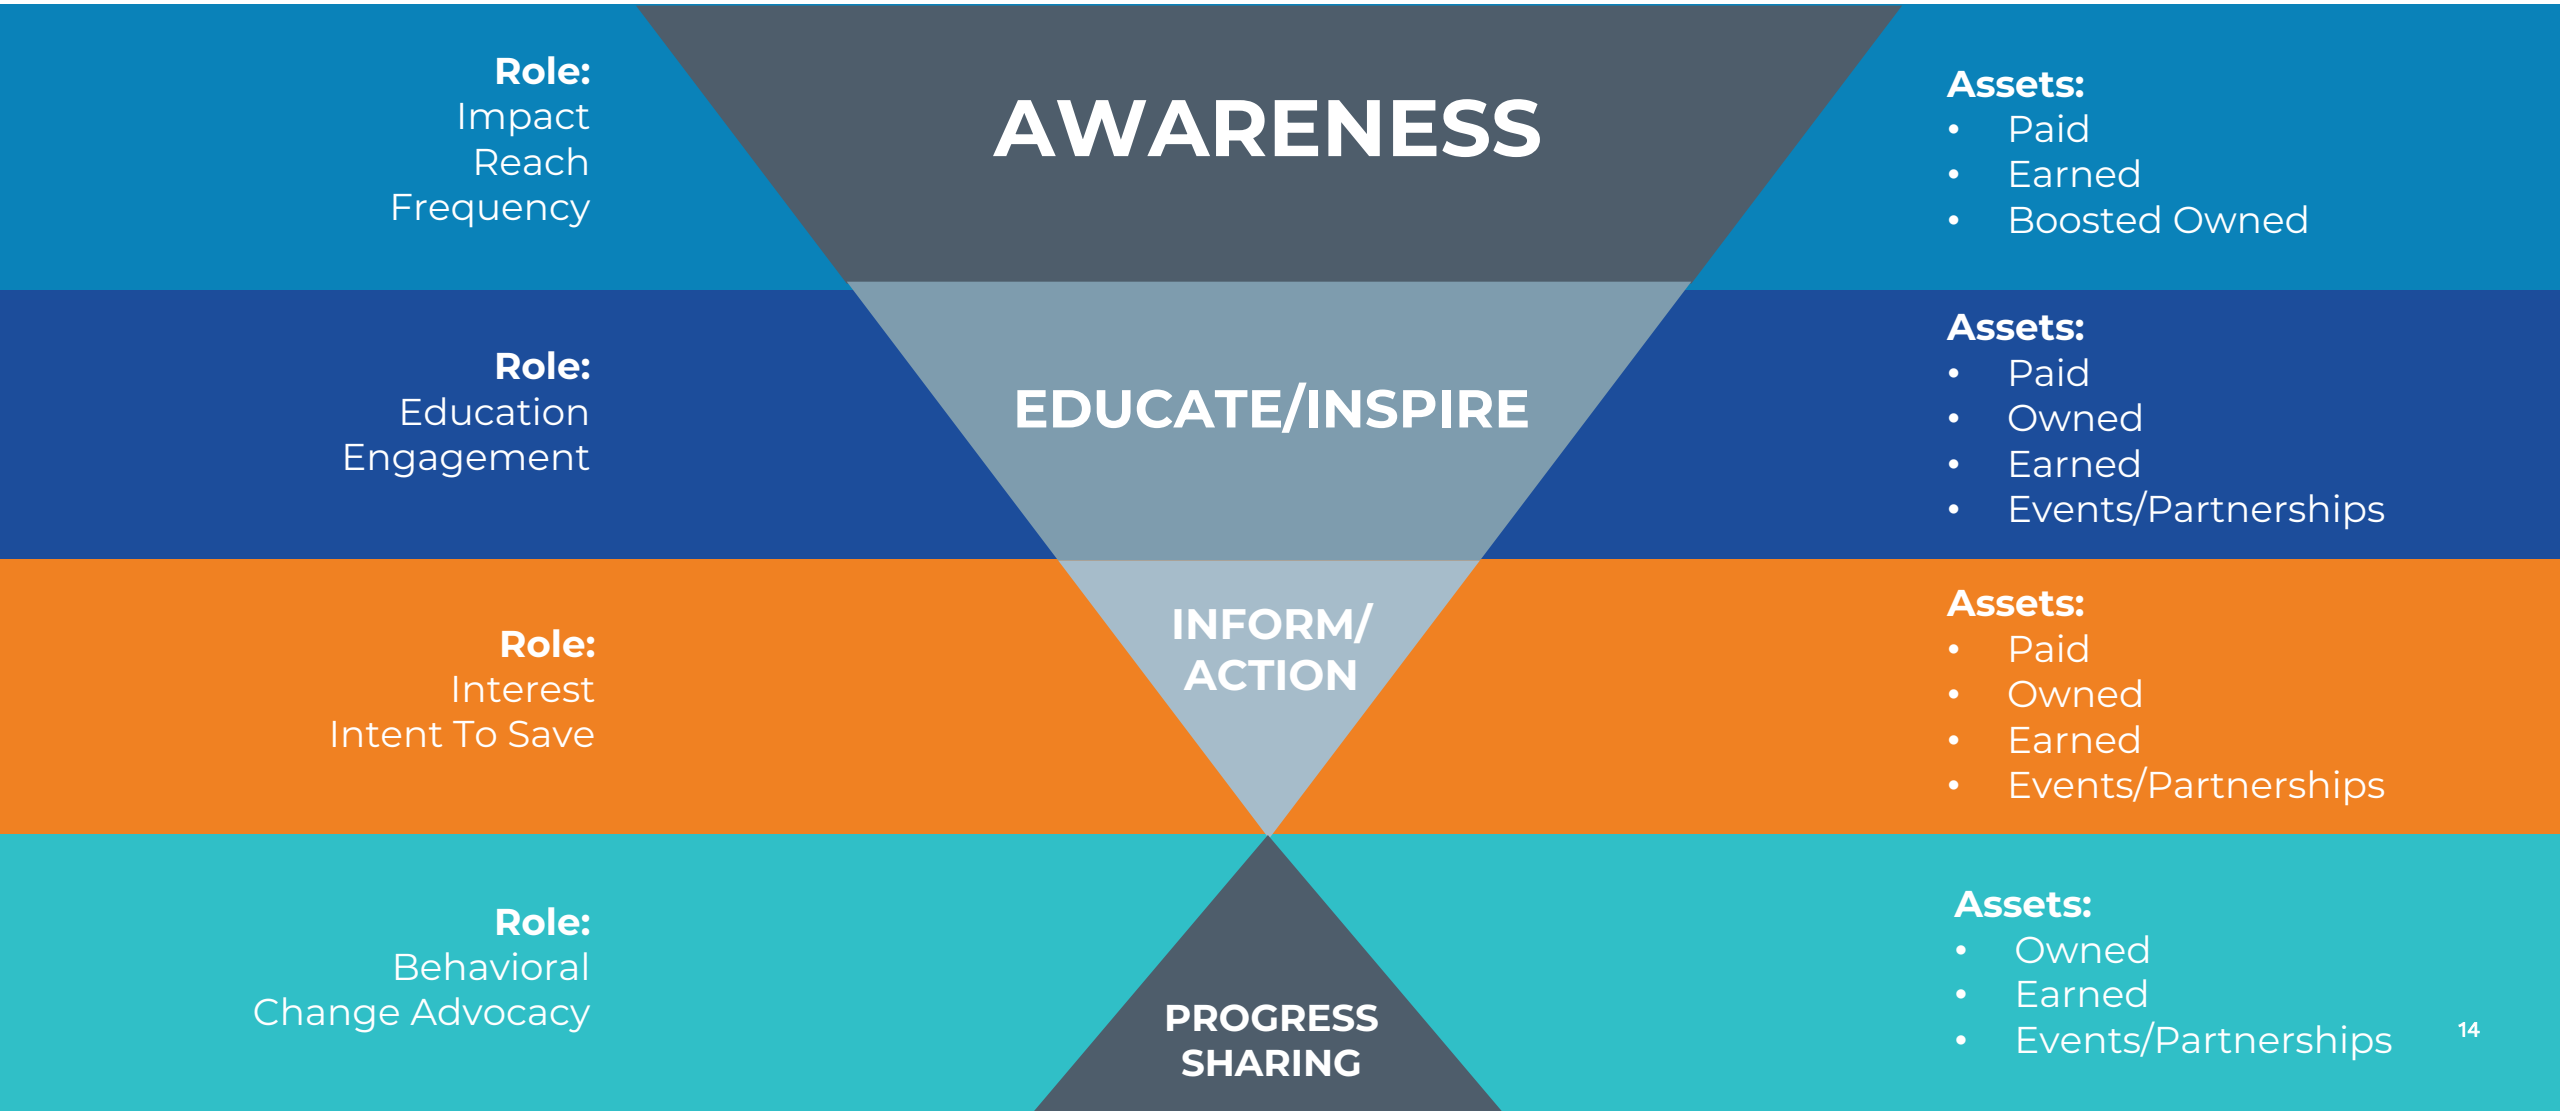 Role:
Impact
Reach
Frequency
AWARENESS
Assets:
• Paid
• Earned
• Boosted Owned
Role:
Education
Engagement
EDUCATE/INSPIRE
Assets:
• Paid
• Owned
• Earned
• Events/Partnerships
Role:
Interest
Intent To Save
INFORM/
ACTION
Assets:
• Paid
• Owned
• Earned
• Events/Partnerships
Role:
Behavioral
Change Advocacy
PROGRESS
SHARING
Assets:
• Owned
• Earned
• Events/Partnerships
14